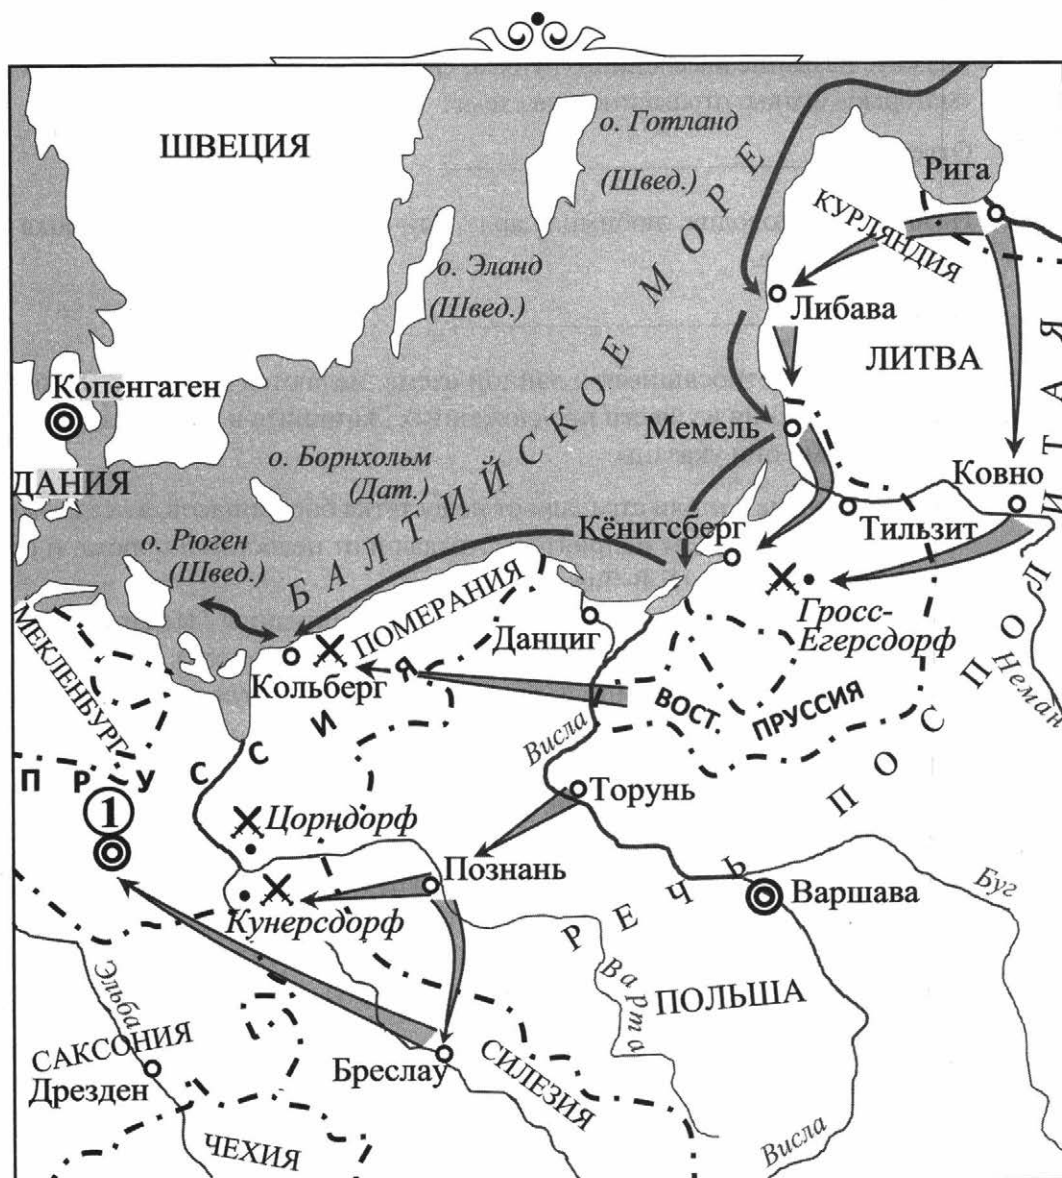 ШВЕЦИЯ
о. Готланд
(Швед.)
Рига
КУРЛЯНДИЯ
о. Эланд
(Швед.)
Либава
ЛИТВА
БАЛТИЙСКОЕ МОРЕ
Копенгаген
ДАНИЯ
о. Борнхольм
(Дат.)
Мемель
Ковно
Кёнигсберг
Тильзит
о. Рюген
(Швед.)
ПОМЕРАНИЯ
Данциг
Гросс-
Егерсдорф
Неман
МЕКЛЕНБУРГ
Кольберг
ВОСТ.
ПРУССИЯ
Висла
ПРУССИЯ
1
Цорндорф
Торунь
Познань
Кунерсдорф
РЕЧЬ ПОСПОЛИТАЯ
Варшава
Буг
Варта
ПОЛЬША
Эльба
САКСОНИЯ
Дрезден
Бреслау
СИЛЕЗИЯ
ЧЕХИЯ
Висла